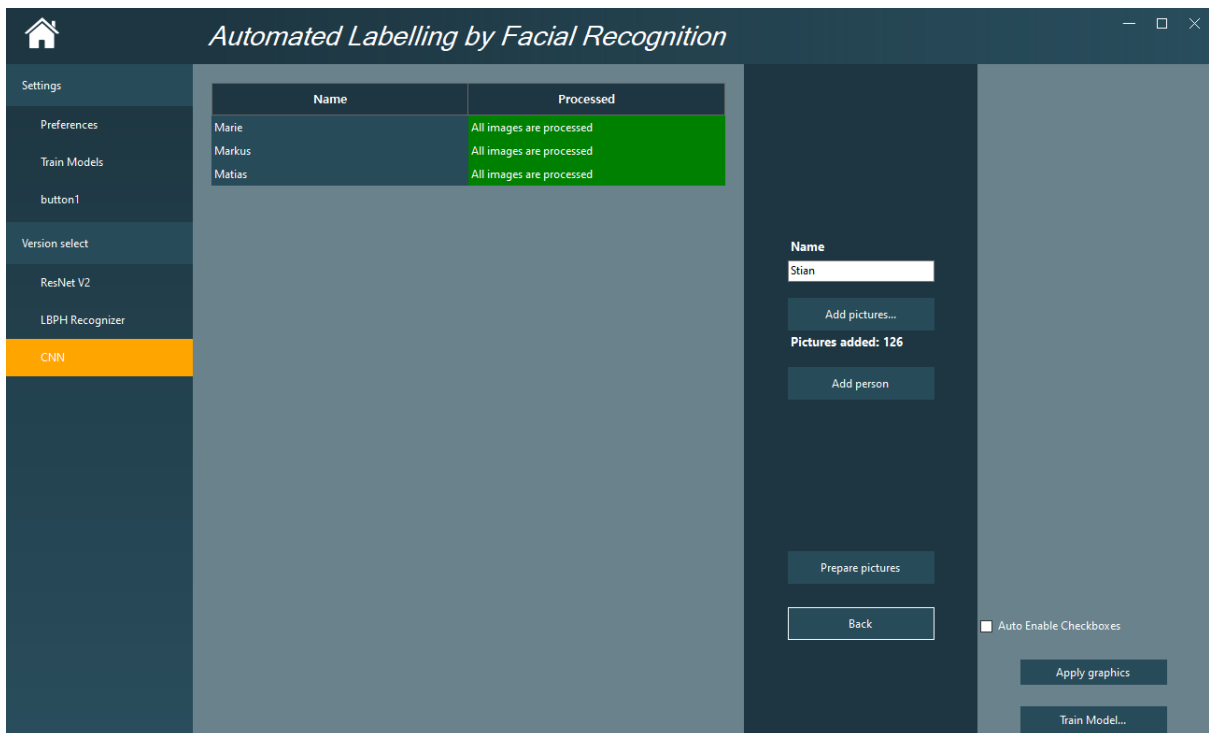 Automated Labelling by Facial Recognition
Settings
Preferences
Train Models
button1
Version select
ResNet V2
LBPH Recognizer
CNN
Name Processed
Marie All images are processed
Markus All images are processed
Matias All images are processed
Name
Stian
Add pictures...
Pictures added: 126
Add person
Prepare pictures
Back
Auto Enable Checkboxes
Apply graphics
Train Model...